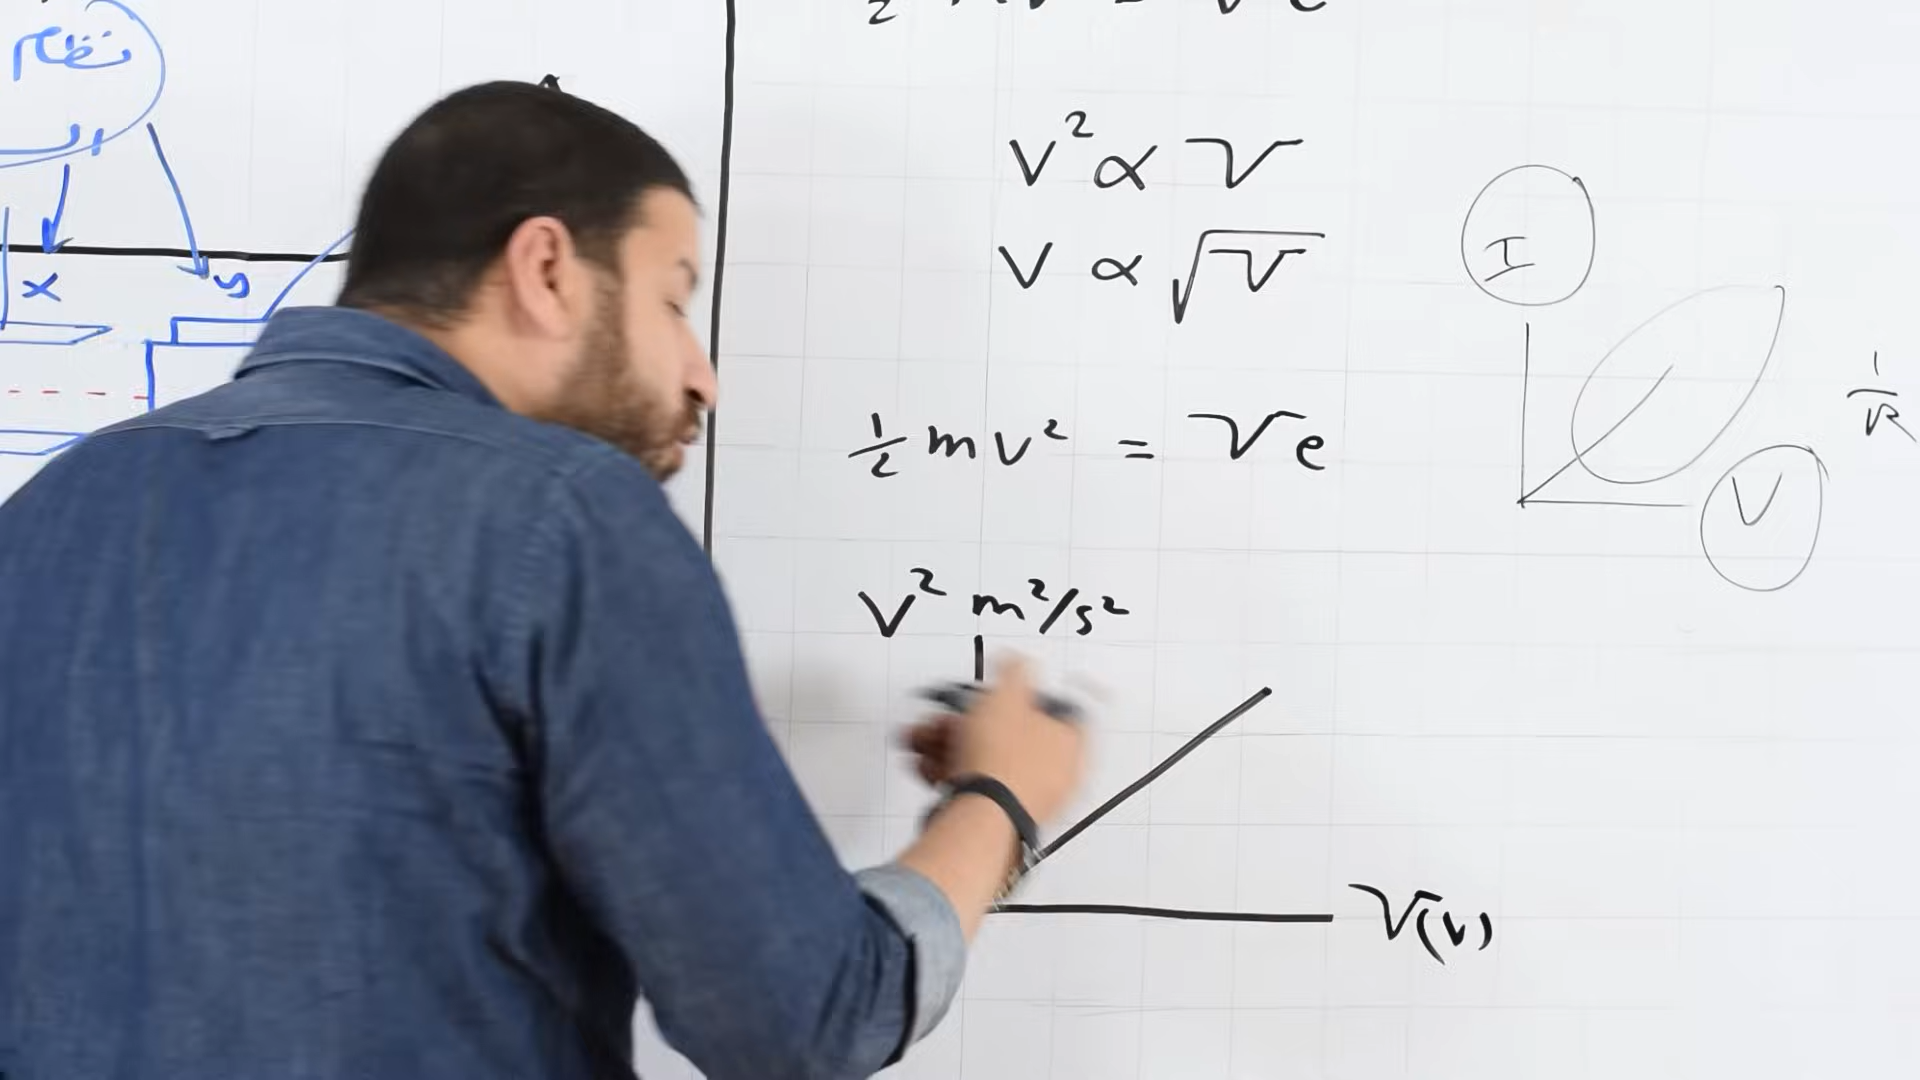 ½ mv² = Ve
V² ∝ V
V ∝ √V
½ mv² = Ve
V² m²/s²
V(v)
I
V
1/R
x
y